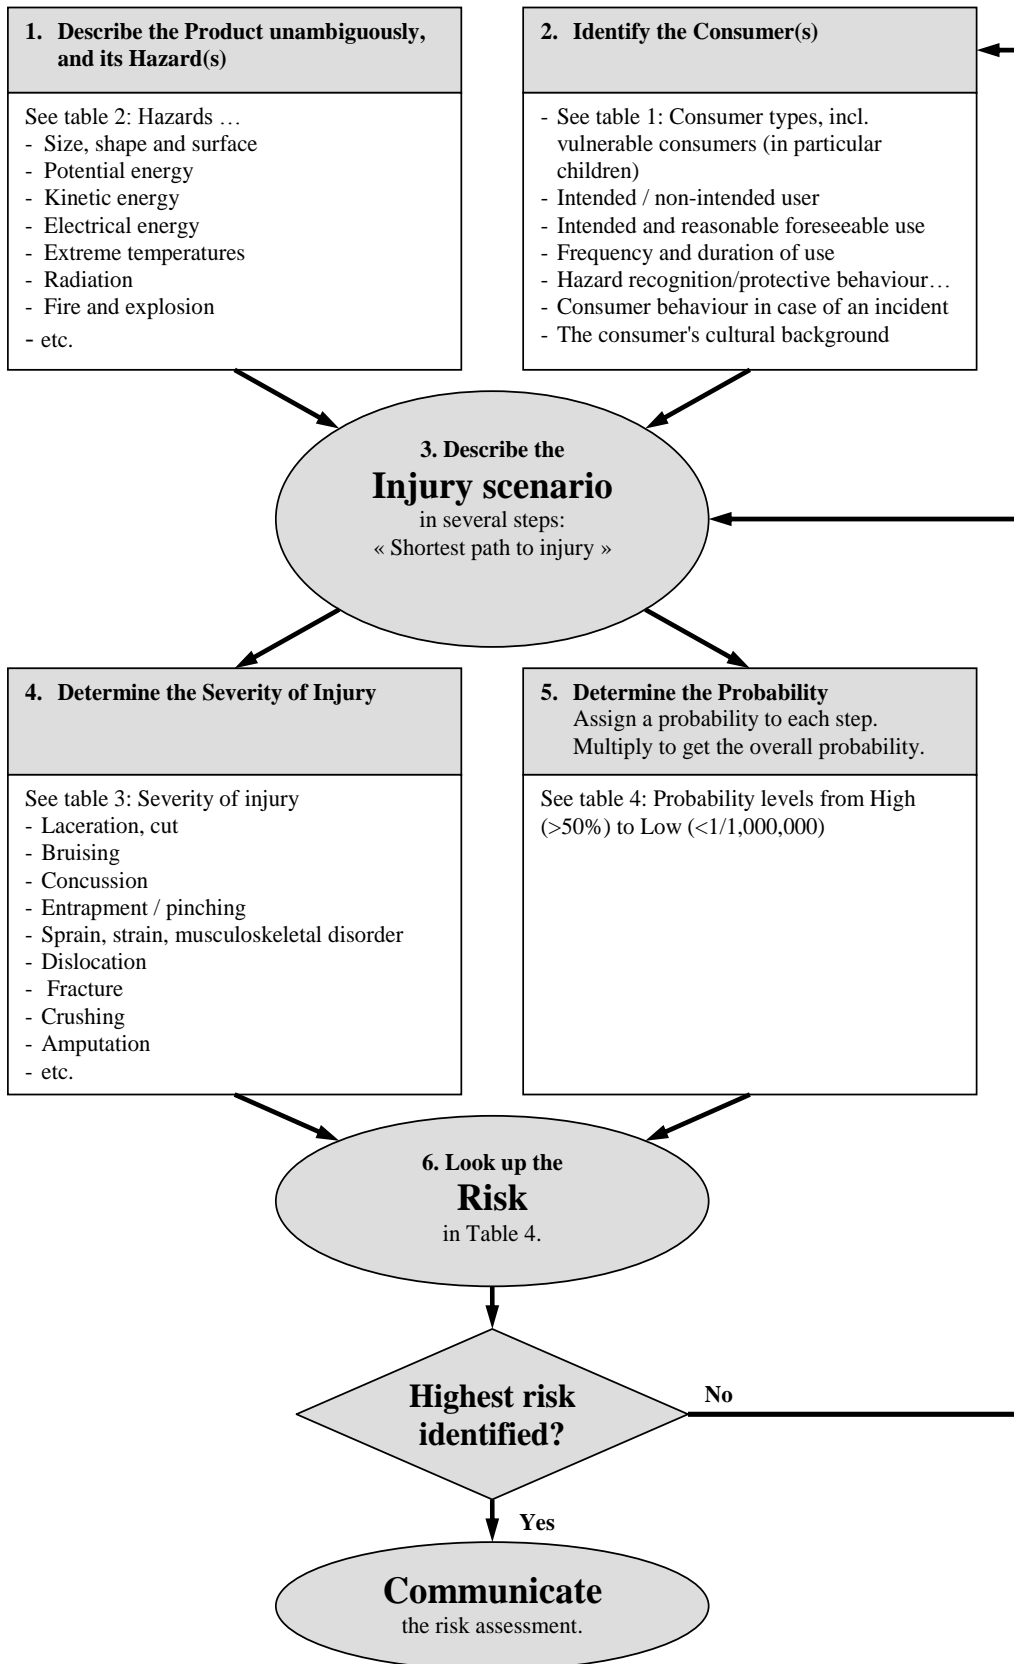 1. Describe the Product unambiguously,
and its Hazard(s)
See table 2: Hazards …
- Size, shape and surface
- Potential energy
- Kinetic energy
- Electrical energy
- Extreme temperatures
- Radiation
- Fire and explosion
- etc.
2. Identify the Consumer(s)
- See table 1: Consumer types, incl.
vulnerable consumers (in particular
children)
- Intended / non-intended user
- Intended and reasonable foreseeable use
- Frequency and duration of use
- Hazard recognition/protective behaviour…
- Consumer behaviour in case of an incident
- The consumer's cultural background
3. Describe the
Injury scenario
in several steps:
« Shortest path to injury »
4. Determine the Severity of Injury
See table 3: Severity of injury
- Laceration, cut
- Bruising
- Concussion
- Entrapment / pinching
- Sprain, strain, musculoskeletal disorder
- Dislocation
- Fracture
- Crushing
- Amputation
- etc.
5. Determine the Probability
Assign a probability to each step.
Multiply to get the overall probability.
See table 4: Probability levels from High
(>50%) to Low (<1/1,000,000)
6. Look up the
Risk
in Table 4.
Highest risk
identified?
No
Yes
Communicate
the risk assessment.